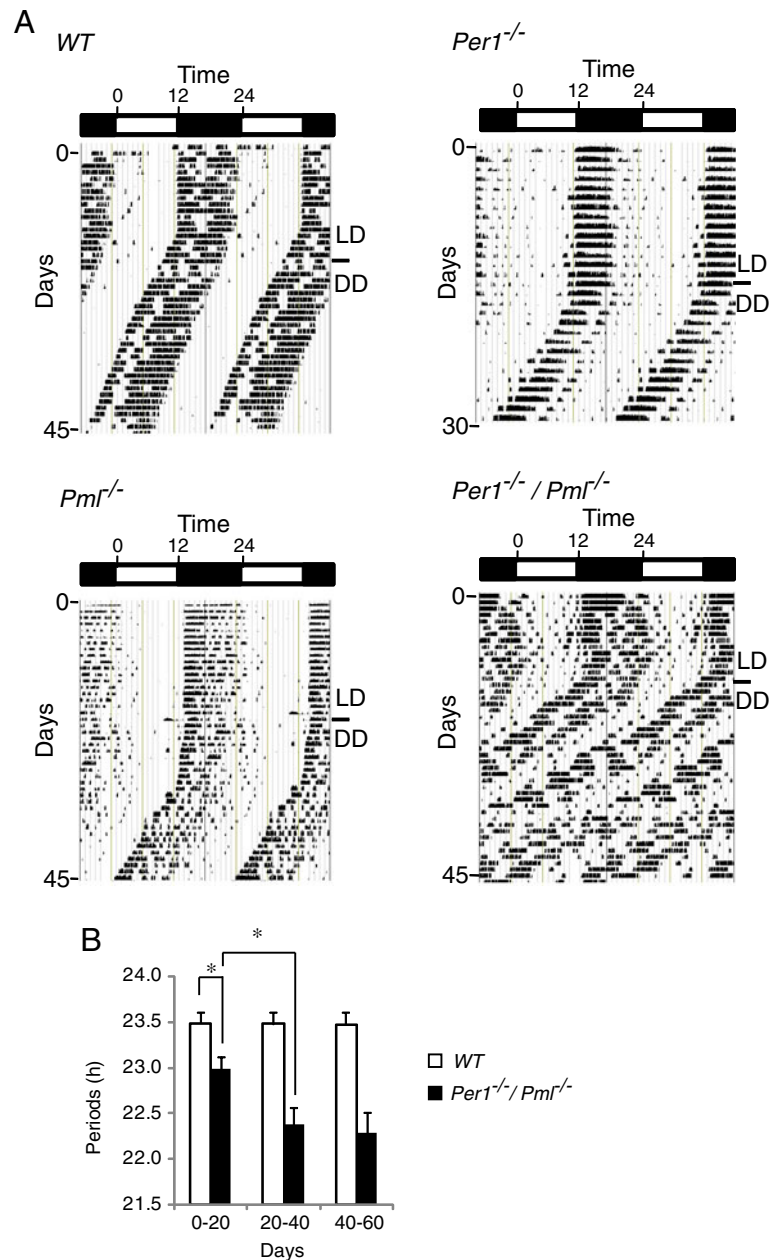 A
WT
Time
0 12 24
0
Days
45
LD
DD
Per1-/-
Time
0 12 24
0
Days
30
LD
DD
Pml-/-
Time
0 12 24
0
Days
45
LD
DD
Per1-/- / Pml-/-
Time
0 12 24
0
Days
45
LD
DD
B
* *
24.0
23.5
23.0
22.5
22.0
21.5
Periods (h)
0-20 20-40 40-60
Days
WT
Per1-/-/ Pml-/-